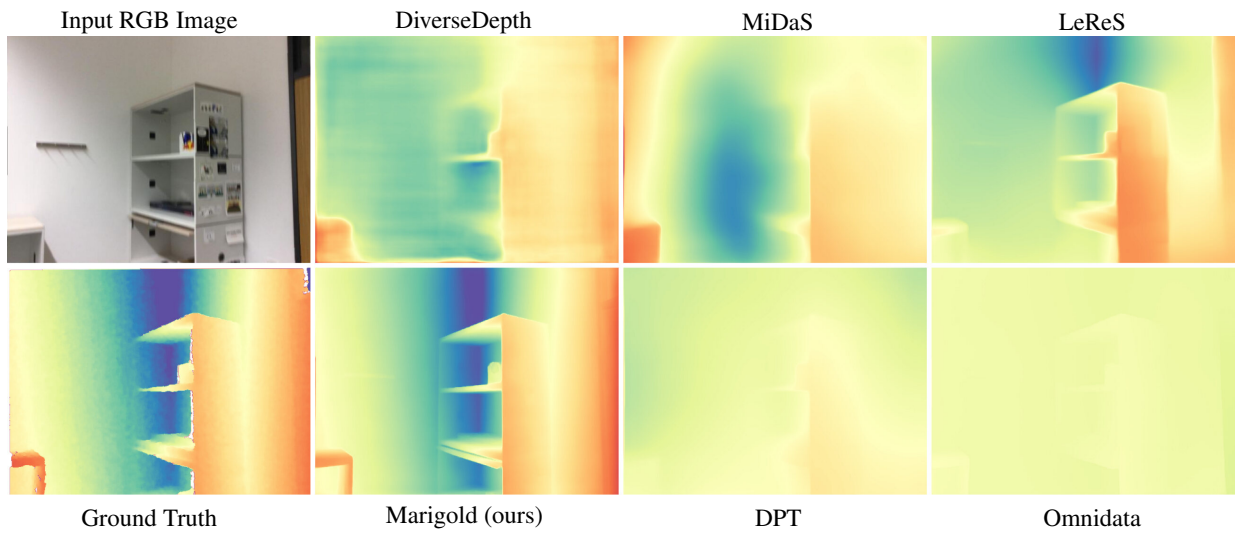 Input RGB Image
DiverseDepth
MiDaS
LeReS
Ground Truth
Marigold (ours)
DPT
Omnidata